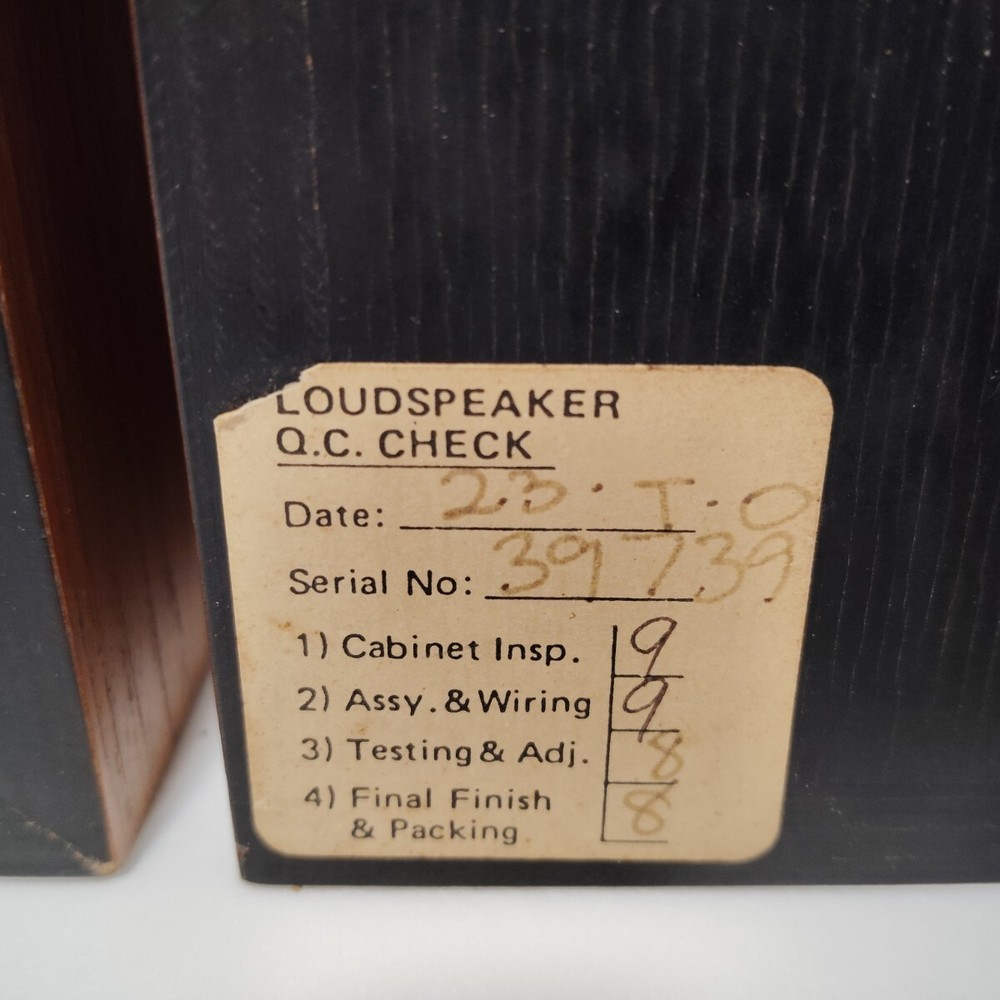 LOUDSPEAKER
Q.C. CHECK
Date: 23. T. O
Serial No: 39739
1) Cabinet Insp. 9
2) Assy. & Wiring 9
3) Testing & Adj. 8
4) Final Finish 8
& Packing